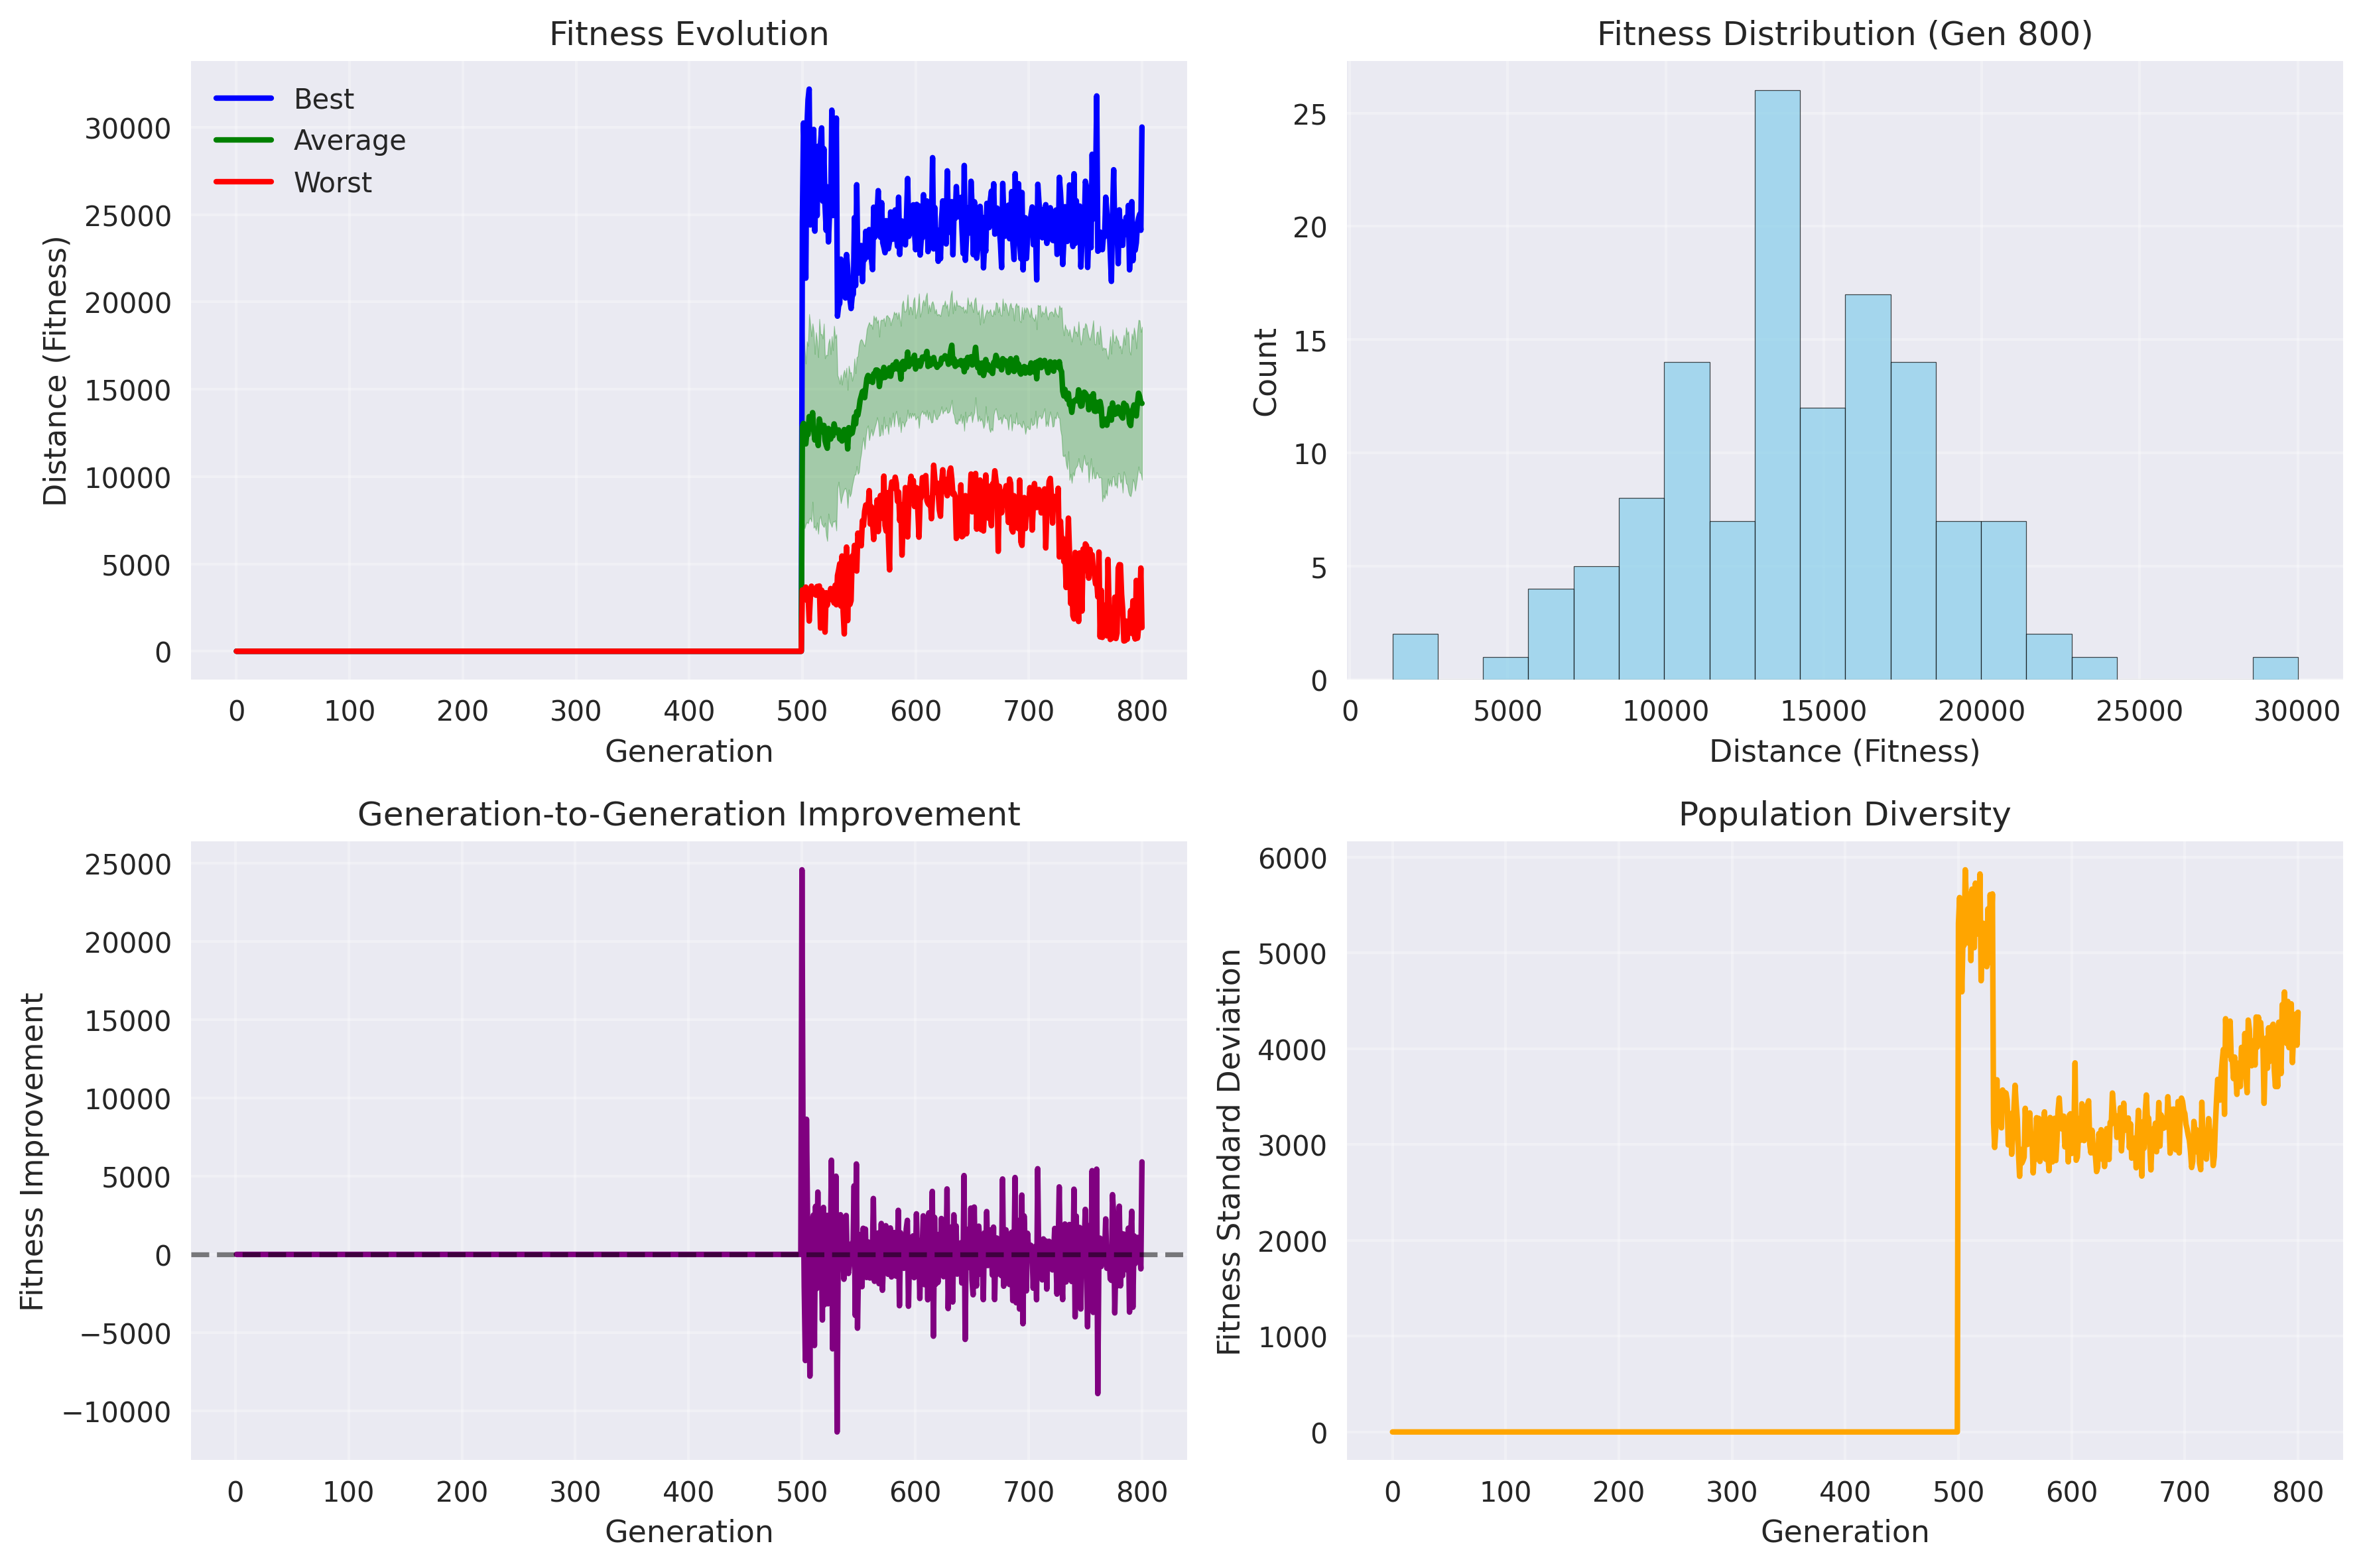 Fitness Evolution
Distance (Fitness)
30000
25000
20000
15000
10000
5000
0
Best
Average
Worst
0 100 200 300 400 500 600 700 800
Generation
Fitness Distribution (Gen 800)
Count
25
20
15
10
5
0
0 5000 10000 15000 20000 25000 30000
Distance (Fitness)
Generation-to-Generation Improvement
Fitness Improvement
25000
20000
15000
10000
5000
0
−5000
−10000
0 100 200 300 400 500 600 700 800
Generation
Population Diversity
Fitness Standard Deviation
6000
5000
4000
3000
2000
1000
0
0 100 200 300 400 500 600 700 800
Generation